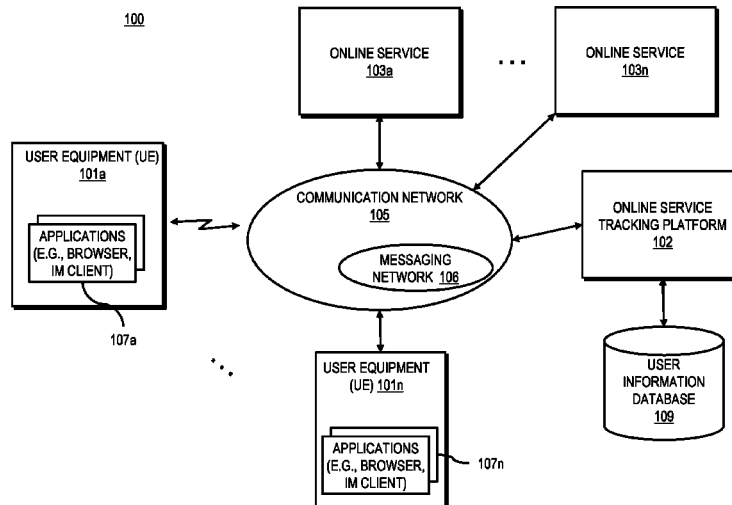 100
ONLINE SERVICE
103a
. . .
ONLINE SERVICE
103n
USER EQUIPMENT (UE)
101a
APPLICATIONS
(E.G., BROWSER,
IM CLIENT)
107a
COMMUNICATION NETWORK
105
MESSAGING
NETWORK 106
ONLINE SERVICE
TRACKING PLATFORM
102
USER
INFORMATION
DATABASE
109
. . .
USER EQUIPMENT
(UE) 101n
APPLICATIONS
(E.G., BROWSER,
IM CLIENT)
107n